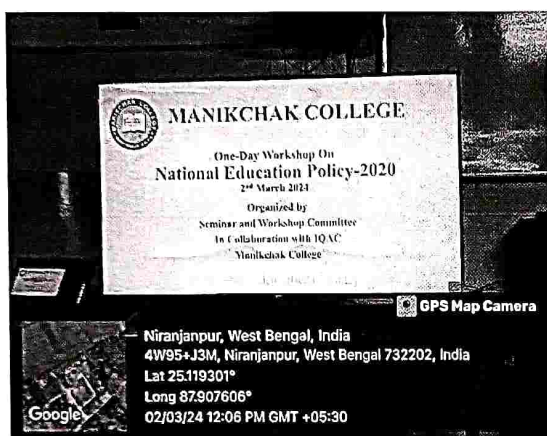 MANIKCHAK COLLEGE
One-Day Workshop On
National Education Policy-2020
2nd March 2024
Organized by
Seminar and Workshop Committee
In Collaboration with IQAC
Manikchak College
GPS Map Camera
Niranjanpur, West Bengal, India
4W95+J3M, Niranjanpur, West Bengal 732202, India
Lat 25.119301°
Long 87.907606°
02/03/24 12:06 PM GMT +05:30
Google